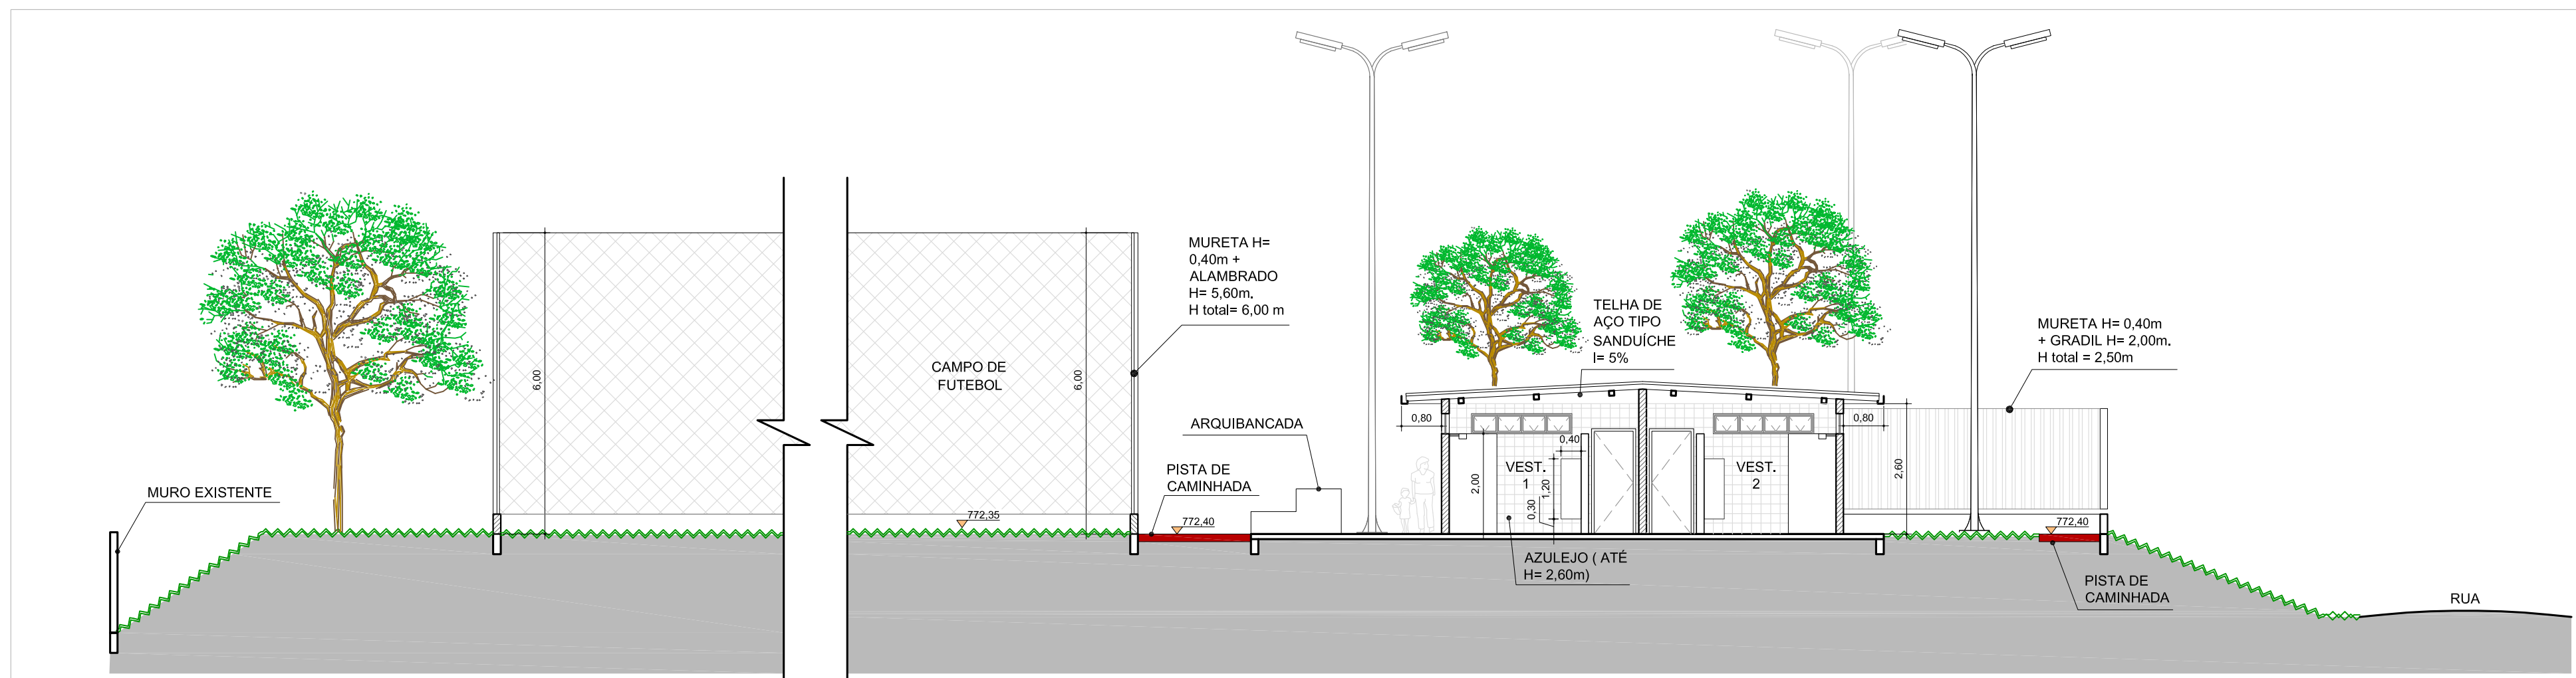 MURO EXISTENTE
6,00
CAMPO DE
FUTEBOL
6,00
772,35
MURETA H=
0,40m +
ALAMBRADO
H= 5,60m.
H total= 6,00 m
ARQUIBANCADA
PISTA DE
CAMINHADA
772,40
TELHA DE
AÇO TIPO
SANDUÍCHE
I= 5%
0,80
2,00
VEST.
1
0,40
1,20
0,30
AZULEJO ( ATÉ
H= 2,60m)
VEST.
2
0,80
2,60
MURETA H= 0,40m
+ GRADIL H= 2,00m.
H total = 2,50m
772,40
PISTA DE
CAMINHADA
RUA